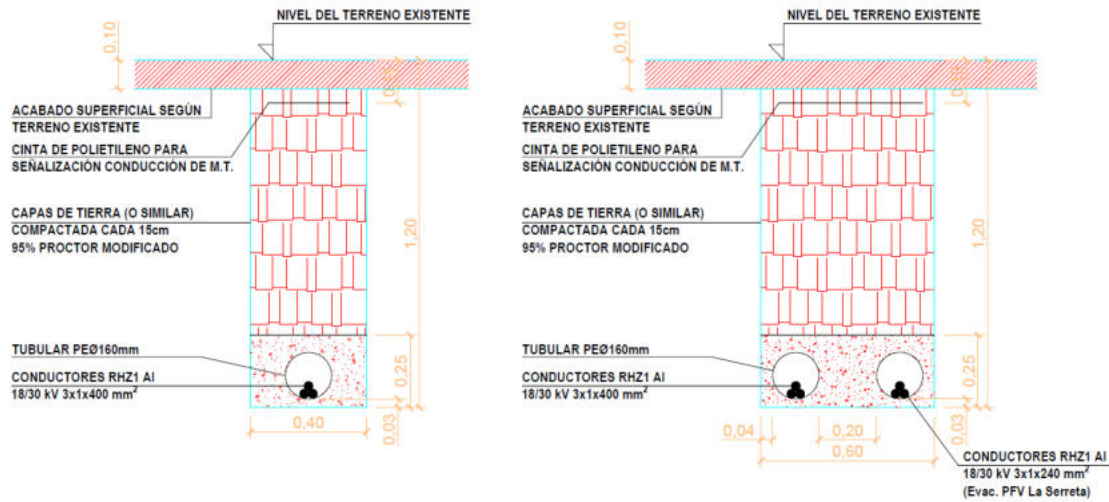 NIVEL DEL TERRENO EXISTENTE
0,10
ACABADO SUPERFICIAL SEGÚN
TERRENO EXISTENTE
CINTA DE POLIETILENO PARA
SEÑALIZACIÓN CONDUCCIÓN DE M.T.
CAPAS DE TIERRA (O SIMILAR)
COMPACTADA CADA 15cm
95% PROCTOR MODIFICADO
1,20
TUBULAR PEØ160mm
CONDUCTORES RHZ1 Al
18/30 kV 3x1x400 mm²
0,25
0,03
0,40
NIVEL DEL TERRENO EXISTENTE
0,10
ACABADO SUPERFICIAL SEGÚN
TERRENO EXISTENTE
CINTA DE POLIETILENO PARA
SEÑALIZACIÓN CONDUCCIÓN DE M.T.
CAPAS DE TIERRA (O SIMILAR)
COMPACTADA CADA 15cm
95% PROCTOR MODIFICADO
1,20
TUBULAR PEØ160mm
CONDUCTORES RHZ1 Al
18/30 kV 3x1x400 mm²
0,25
0,03
0,04
0,20
0,60
CONDUCTORES RHZ1 Al
18/30 kV 3x1x240 mm²
(Evac. PFV La Serreta)